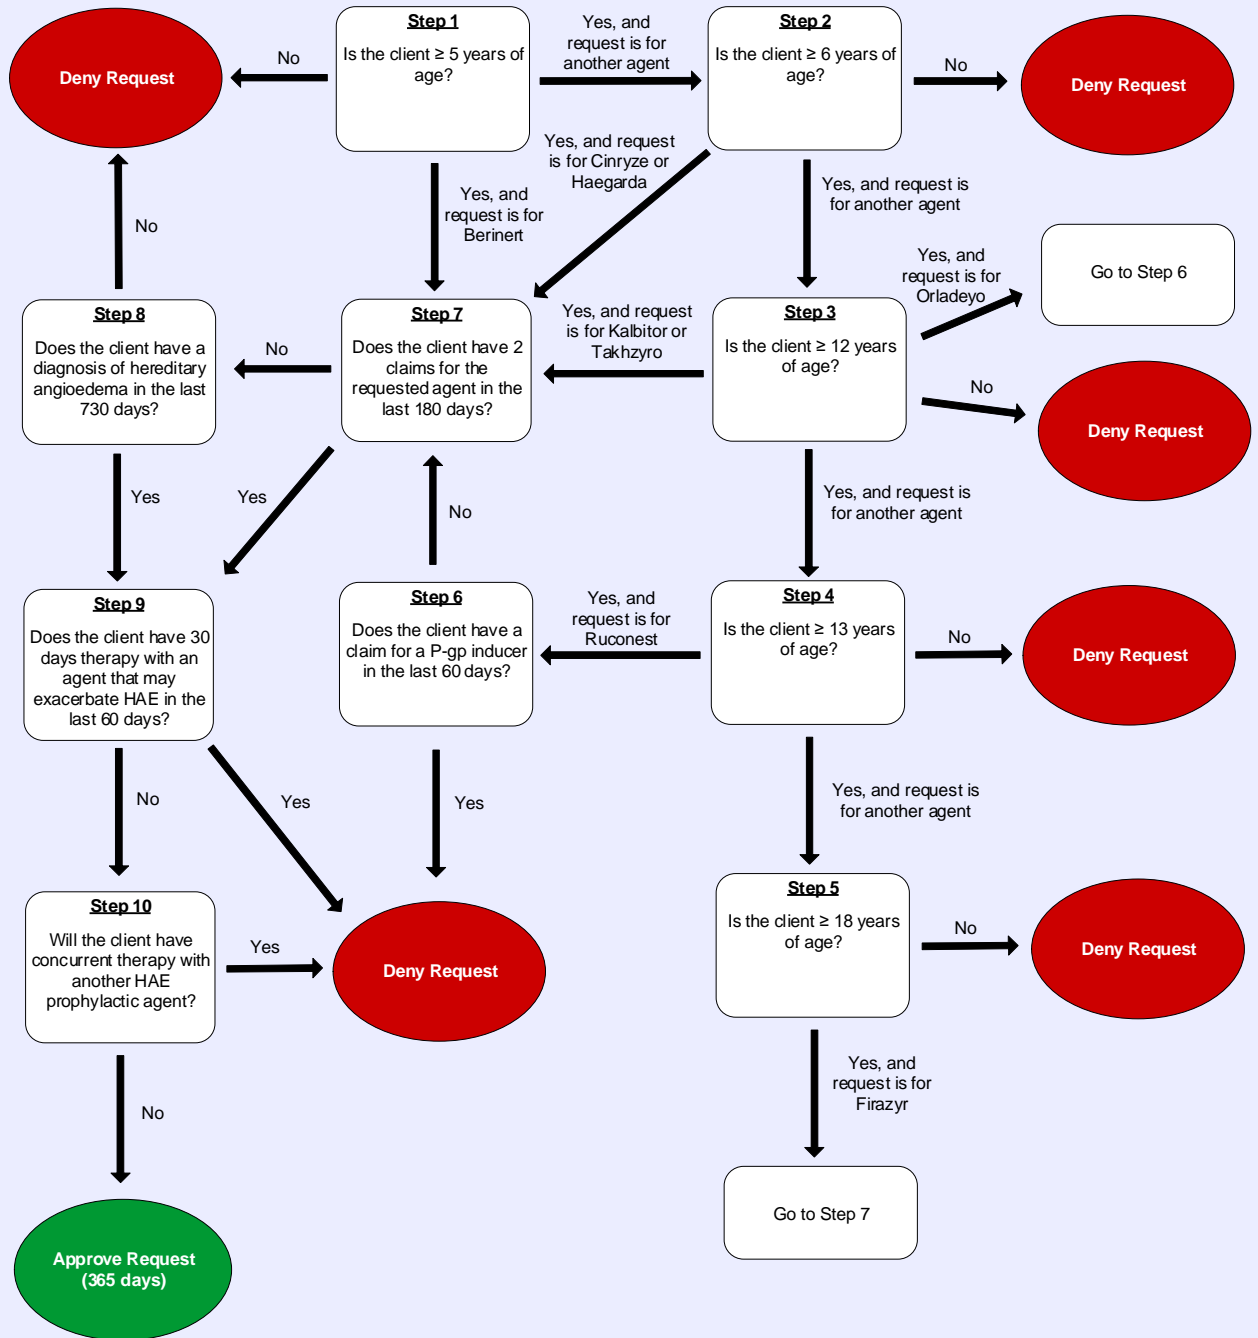 Deny Request
No
Step 1
Is the client ≥ 5 years of
age?
Yes, and
request is for
another agent
Step 2
Is the client ≥ 6 years of
age?
No
Deny Request
Yes, and
request is for
Berinert
Yes, and request
is for Cinryze or
Haegarda
Yes, and request is
for another agent
No
Step 8
Does the client have a
diagnosis of hereditary
angioedema in the last
730 days?
No
Step 7
Does the client have 2
claims for the
requested agent in
the last 180 days?
Yes, and request
is for Kalbitor or
Takhzyro
Step 3
Is the client ≥ 12 years
of age?
Yes, and
request is for
Orladeyo
Go to Step 6
No
Deny Request
Yes
Yes
No
Yes, and request is
for another agent
Step 9
Does the client have 30
days therapy with an
agent that may
exacerbate HAE in the
last 60 days?
Step 6
Does the client have a
claim for a P-gp inducer
in the last 60 days?
Yes, and
request is for
Ruconest
Step 4
Is the client ≥ 13 years
of age?
No
Deny Request
No
Yes
Yes
Yes, and request is
for another agent
Step 10
Will the client have
concurrent therapy with
another HAE
prophylactic agent?
Yes
Deny Request
Step 5
Is the client ≥ 18 years
of age?
No
Deny Request
No
Yes, and
request is for
Firazyr
Approve Request
(365 days)
Go to Step 7